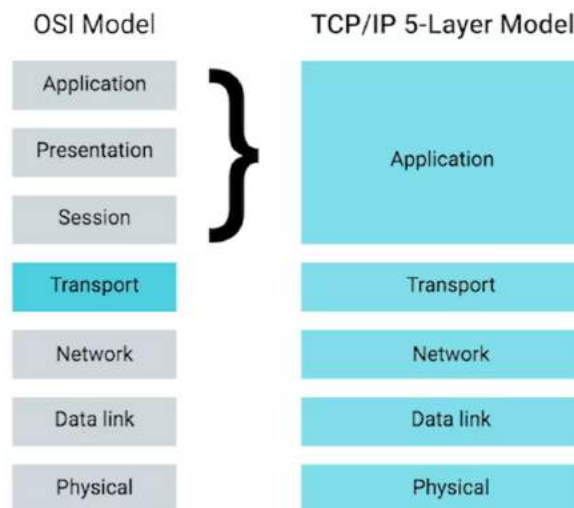 OSI Model
TCP/IP 5-Layer Model
Application
Presentation
Session
Transport
Network
Data link
Physical
Application
Transport
Network
Data link
Physical